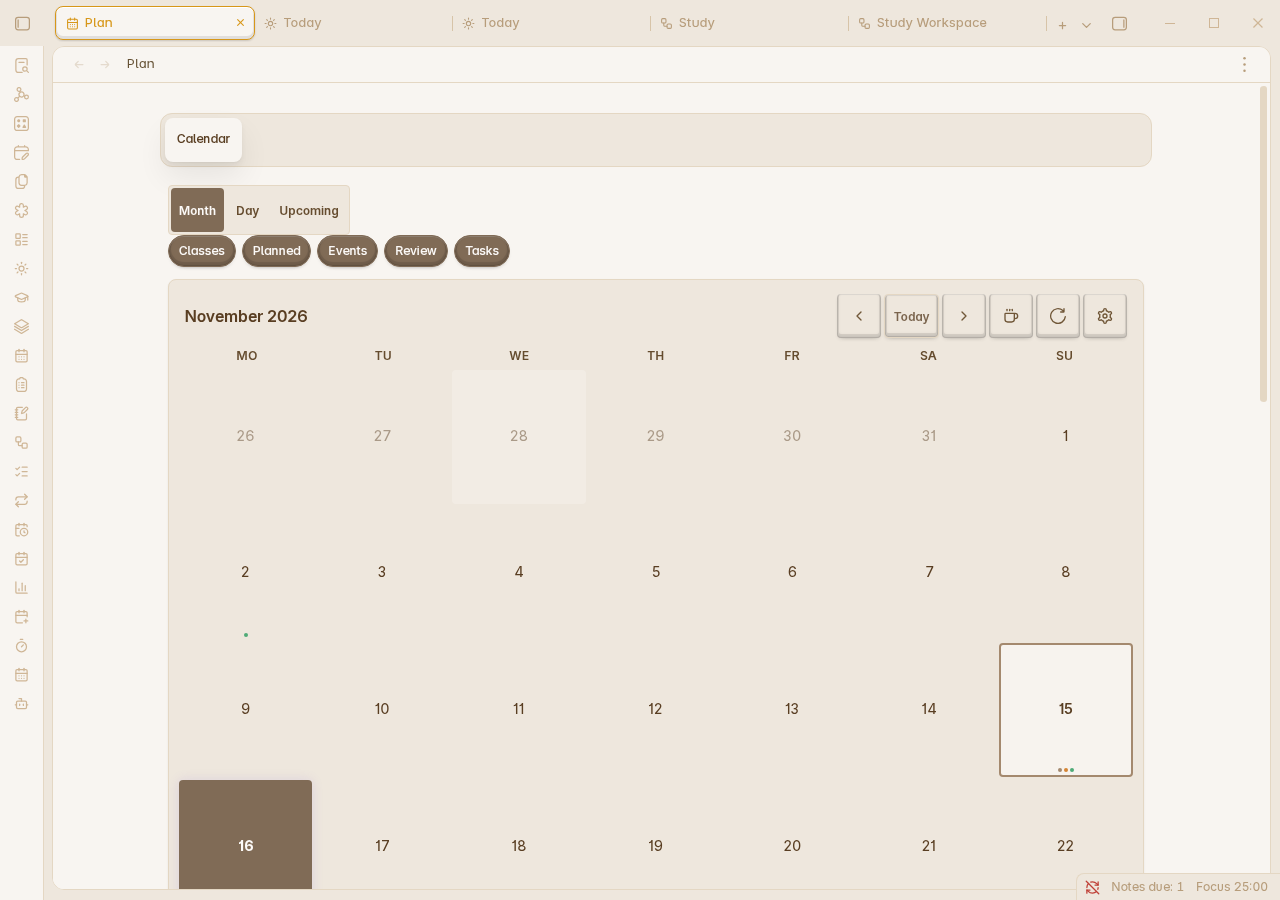 Plan Today Today Study Study Workspace
Plan
Calendar
Month Day Upcoming
Classes Planned Events Review Tasks
November 2026 Today
MO TU WE TH FR SA SU
26 27 28 29 30 31 1
2 3 4 5 6 7 8
9 10 11 12 13 14 15
16 17 18 19 20 21 22
Notes due: 1 Focus 25:00